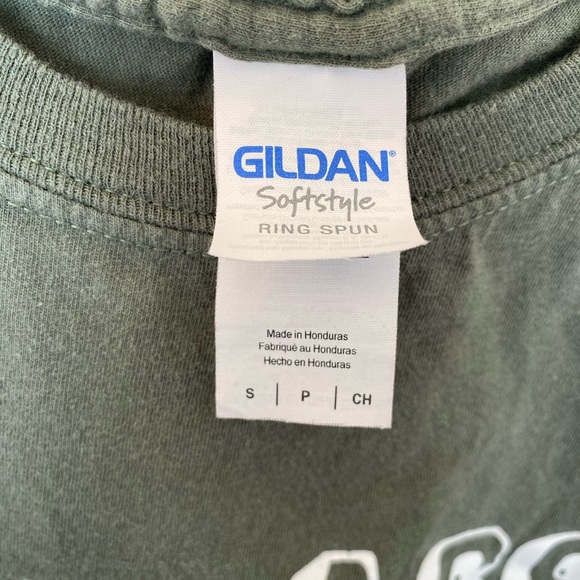 GILDAN®
Softstyle
RING SPUN
Made in Honduras
Fabriqué au Honduras
Hecho en Honduras
S | P | CH